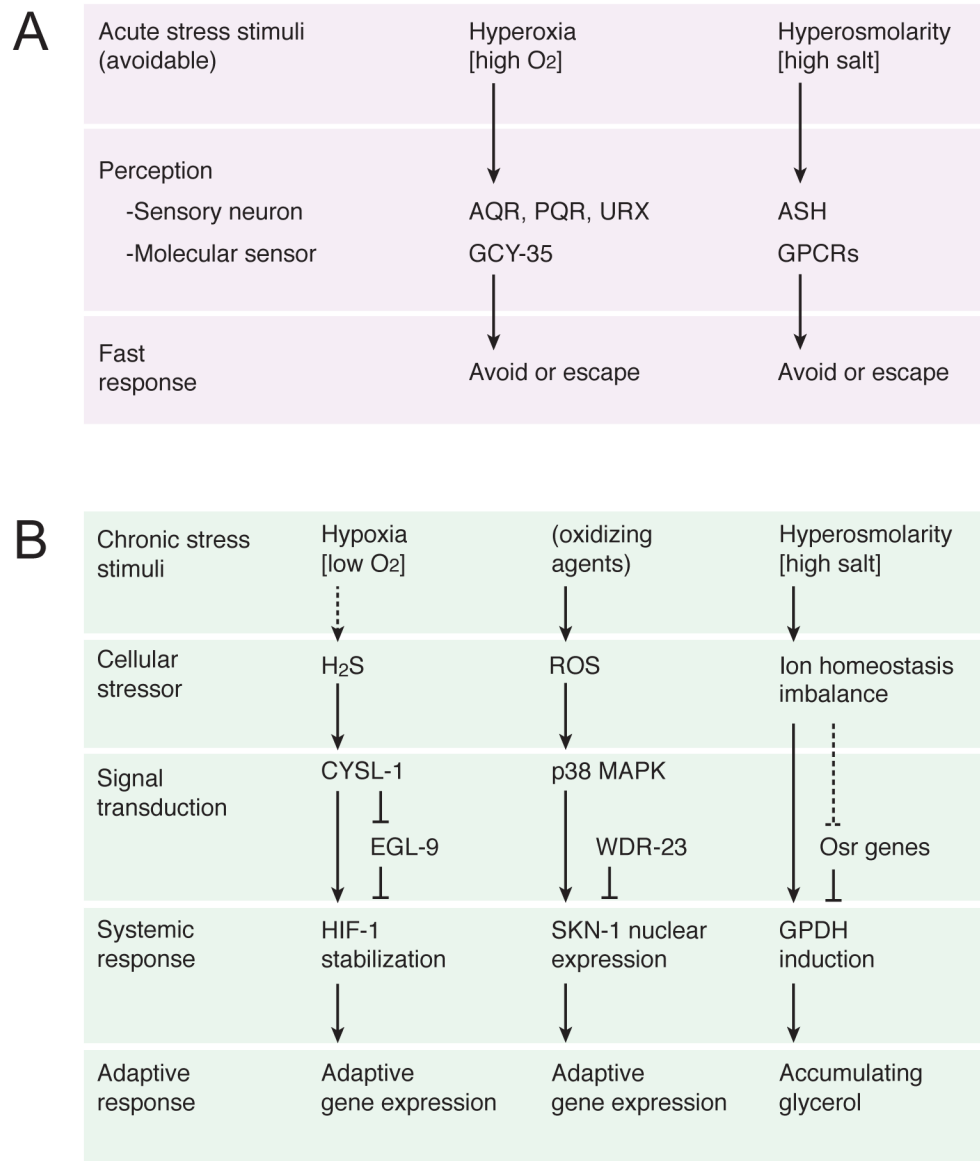 A
Acute stress stimuli
(avoidable)
Hyperoxia
[high O2]
Hyperosmolarity
[high salt]
Perception
-Sensory neuron
AQR, PQR, URX
ASH
-Molecular sensor
GCY-35
GPCRs
Fast
response
Avoid or escape
Avoid or escape
B
Chronic stress
stimuli
Hypoxia
[low O2]
(oxidizing
agents)
Hyperosmolarity
[high salt]
Cellular
stressor
H2S
ROS
Ion homeostasis
imbalance
Signal
transduction
CYSL-1
p38 MAPK
EGL-9
WDR-23
Osr genes
Systemic
response
HIF-1
stabilization
SKN-1 nuclear
expression
GPDH
induction
Adaptive
response
Adaptive
gene expression
Adaptive
gene expression
Accumulating
glycerol